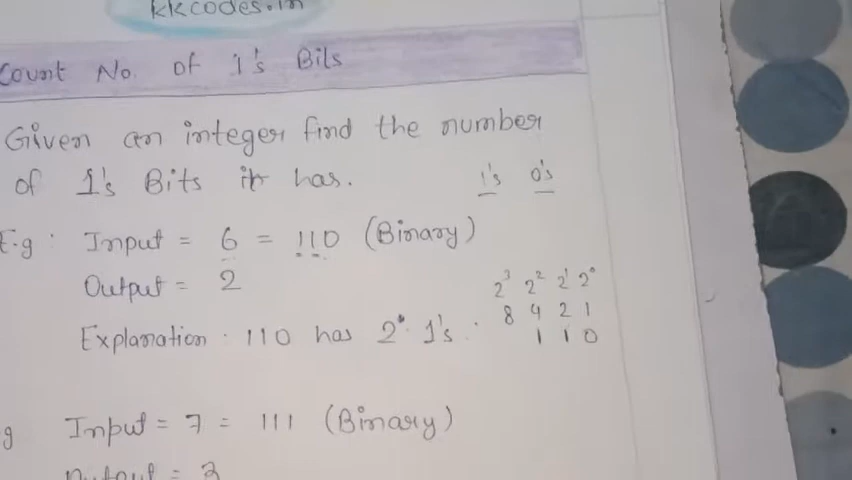 kkcodes.in
Count No. of 1's Bits
Given an integer find the number
of 1's Bits it has. 1's 0's
E.g : Input = 6 = 110 (Binary)
Output = 2
2³ 2² 2¹ 2⁰
8 4 2 1
Explanation : 110 has 2 1's.
1 1 0
g Input = 7 = 111 (Binary)
Output = 3